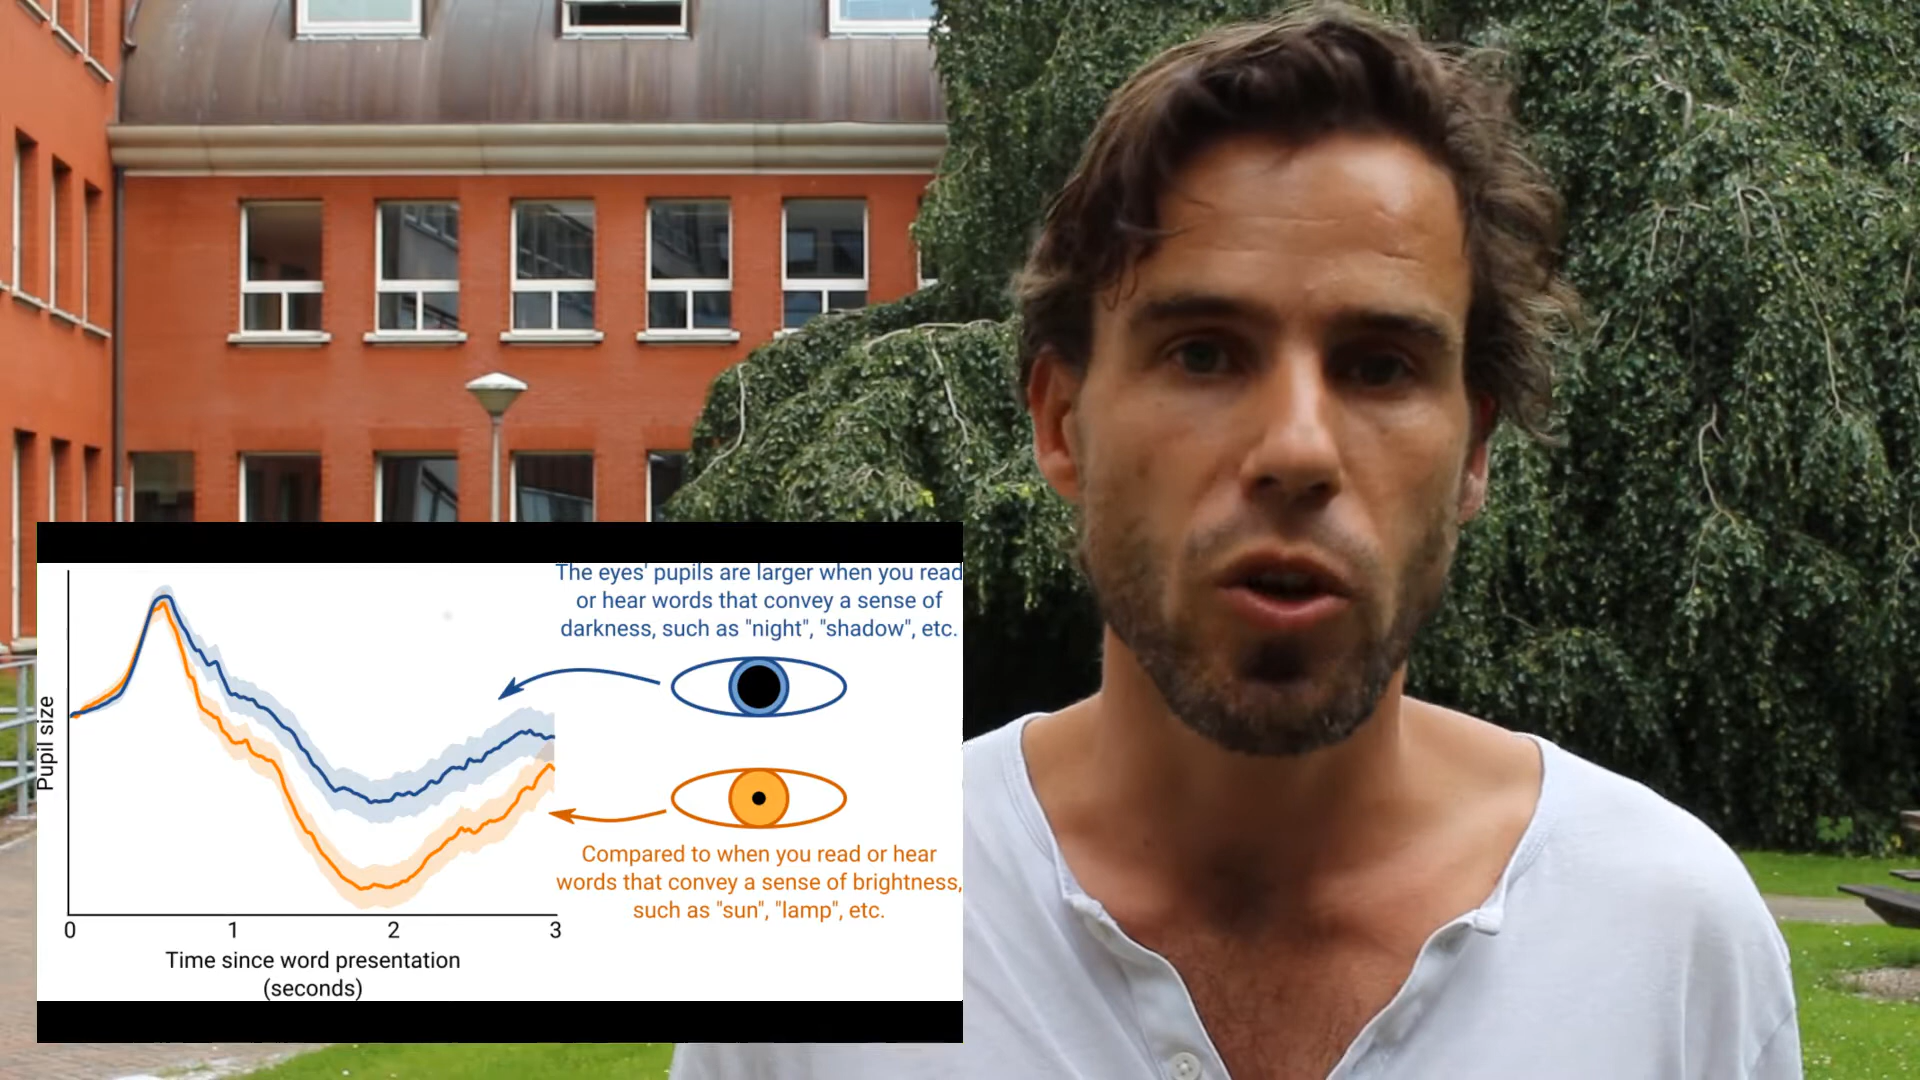 The eyes' pupils are larger when you read
or hear words that convey a sense of
darkness, such as "night", "shadow", etc.
Pupil size
Compared to when you read or hear
words that convey a sense of brightness,
such as "sun", "lamp", etc.
0 1 2 3
Time since word presentation
(seconds)